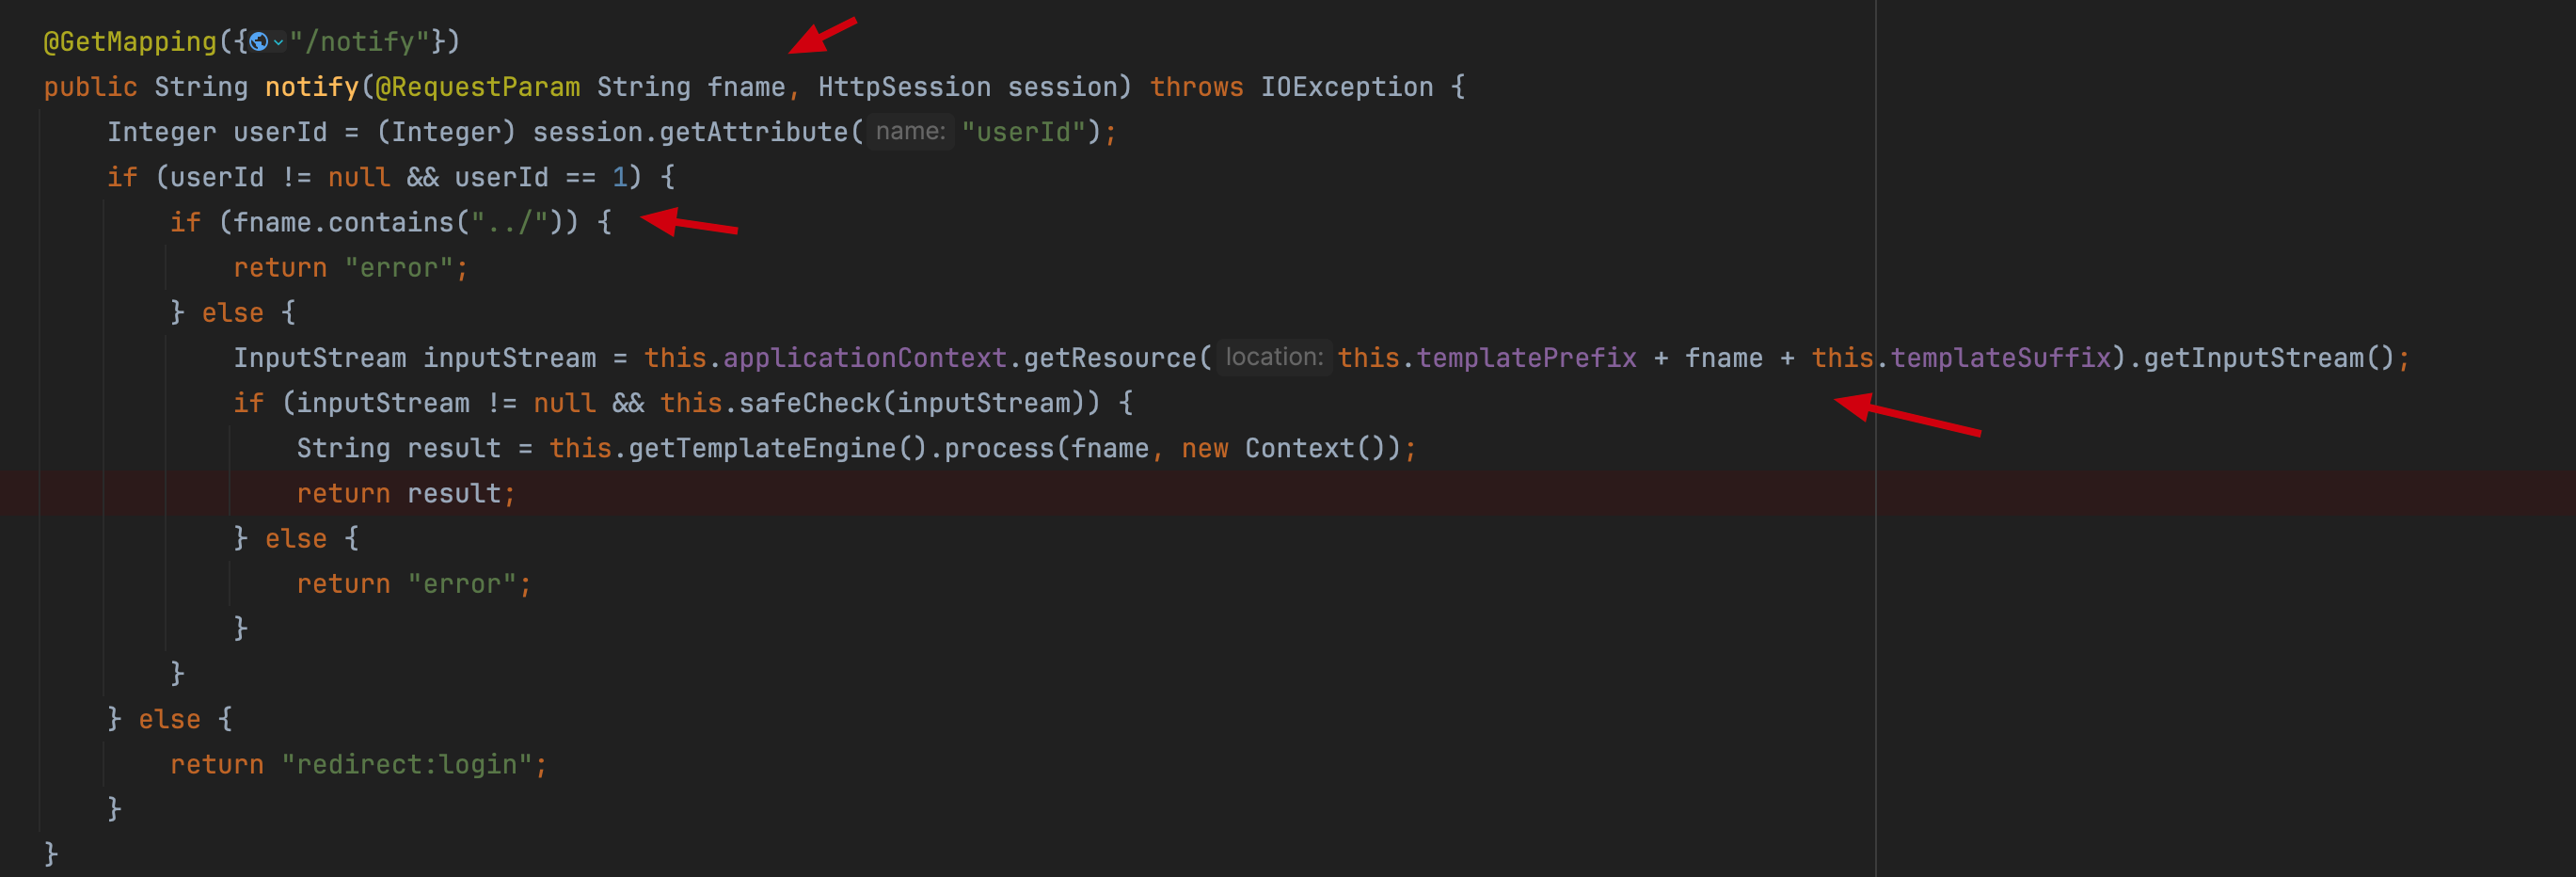 @GetMapping({"/notify"})
public String notify(@RequestParam String fname, HttpSession session) throws IOException {
    Integer userId = (Integer) session.getAttribute( name: "userId");
    if (userId != null && userId == 1) {
        if (fname.contains("../")) {
            return "error";
        } else {
            InputStream inputStream = this.applicationContext.getResource( location: this.templatePrefix + fname + this.templateSuffix).getInputStream();
            if (inputStream != null && this.safeCheck(inputStream)) {
                String result = this.getTemplateEngine().process(fname, new Context());
                return result;
            } else {
                return "error";
            }
        }
    } else {
        return "redirect:login";
    }
}